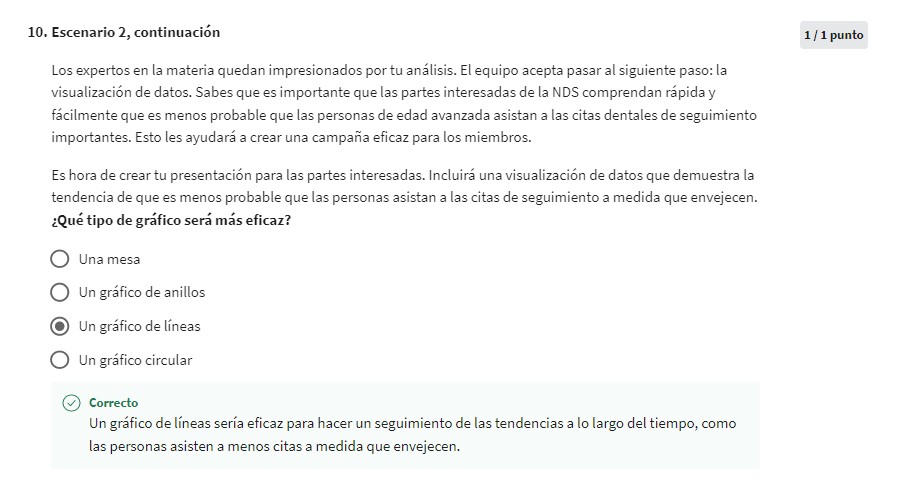 10. Escenario 2, continuación
1 / 1 punto
Los expertos en la materia quedan impresionados por tu análisis. El equipo acepta pasar al siguiente paso: la
visualización de datos. Sabes que es importante que las partes interesadas de la NDS comprendan rápida y
fácilmente que es menos probable que las personas de edad avanzada asistan a las citas dentales de seguimiento
importantes. Esto les ayudará a crear una campaña eficaz para los miembros.
Es hora de crear tu presentación para las partes interesadas. Incluirá una visualización de datos que demuestra la
tendencia de que es menos probable que las personas asistan a las citas de seguimiento a medida que envejecen.
¿Qué tipo de gráfico será más eficaz?
Una mesa
Un gráfico de anillos
Un gráfico de líneas
Un gráfico circular
Correcto
Un gráfico de líneas sería eficaz para hacer un seguimiento de las tendencias a lo largo del tiempo, como
las personas asisten a menos citas a medida que envejecen.